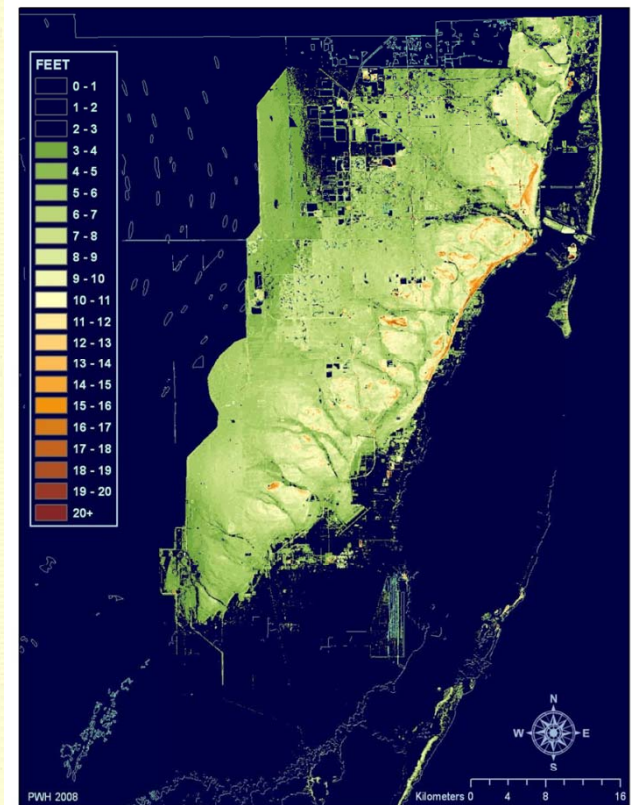 FEET
0 - 1
1 - 2
2 - 3
3 - 4
4 - 5
5 - 6
6 - 7
7 - 8
8 - 9
9 - 10
10 - 11
11 - 12
12 - 13
13 - 14
14 - 15
15 - 16
16 - 17
17 - 18
18 - 19
19 - 20
20+
N
W E
S
PWH 2008
Kilometers 0 4 8 16